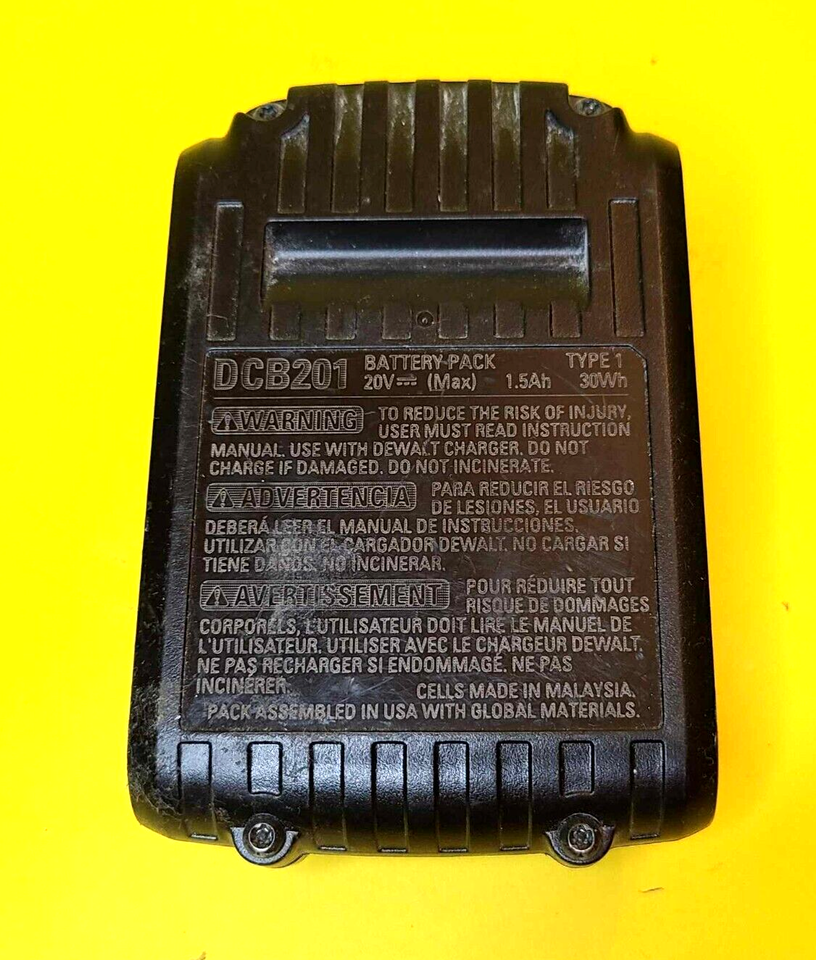 DCB201 BATTERY PACK TYPE 1
20V⎓ (Max) 1.5Ah 30Wh
⚠WARNING TO REDUCE THE RISK OF INJURY,
USER MUST READ INSTRUCTION
MANUAL. USE WITH DEWALT CHARGER. DO NOT
CHARGE IF DAMAGED. DO NOT INCINERATE.
⚠ADVERTENCIA PARA REDUCIR EL RIESGO
DE LESIONES, EL USUARIO
DEBERÁ LEER EL MANUAL DE INSTRUCCIONES.
UTILIZAR CON EL CARGADOR DEWALT. NO CARGAR SI
TIENE DAÑOS. NO INCINERAR.
⚠AVERTISSEMENT POUR RÉDUIRE TOUT
RISQUE DE DOMMAGES
CORPORELS, L'UTILISATEUR DOIT LIRE LE MANUEL DE
L'UTILISATEUR. UTILISER AVEC LE CHARGEUR DEWALT.
NE PAS RECHARGER SI ENDOMMAGÉ. NE PAS
INCINÉRER. CELLS MADE IN MALAYSIA.
PACK ASSEMBLED IN USA WITH GLOBAL MATERIALS.